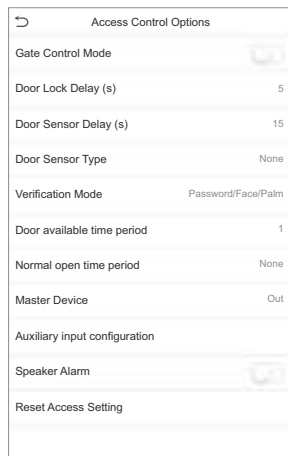 Access Control Options
Gate Control Mode
Door Lock Delay (s) 5
Door Sensor Delay (s) 15
Door Sensor Type None
Verification Mode Password/Face/Palm
Door available time period 1
Normal open time period None
Master Device Out
Auxiliary input configuration
Speaker Alarm
Reset Access Setting